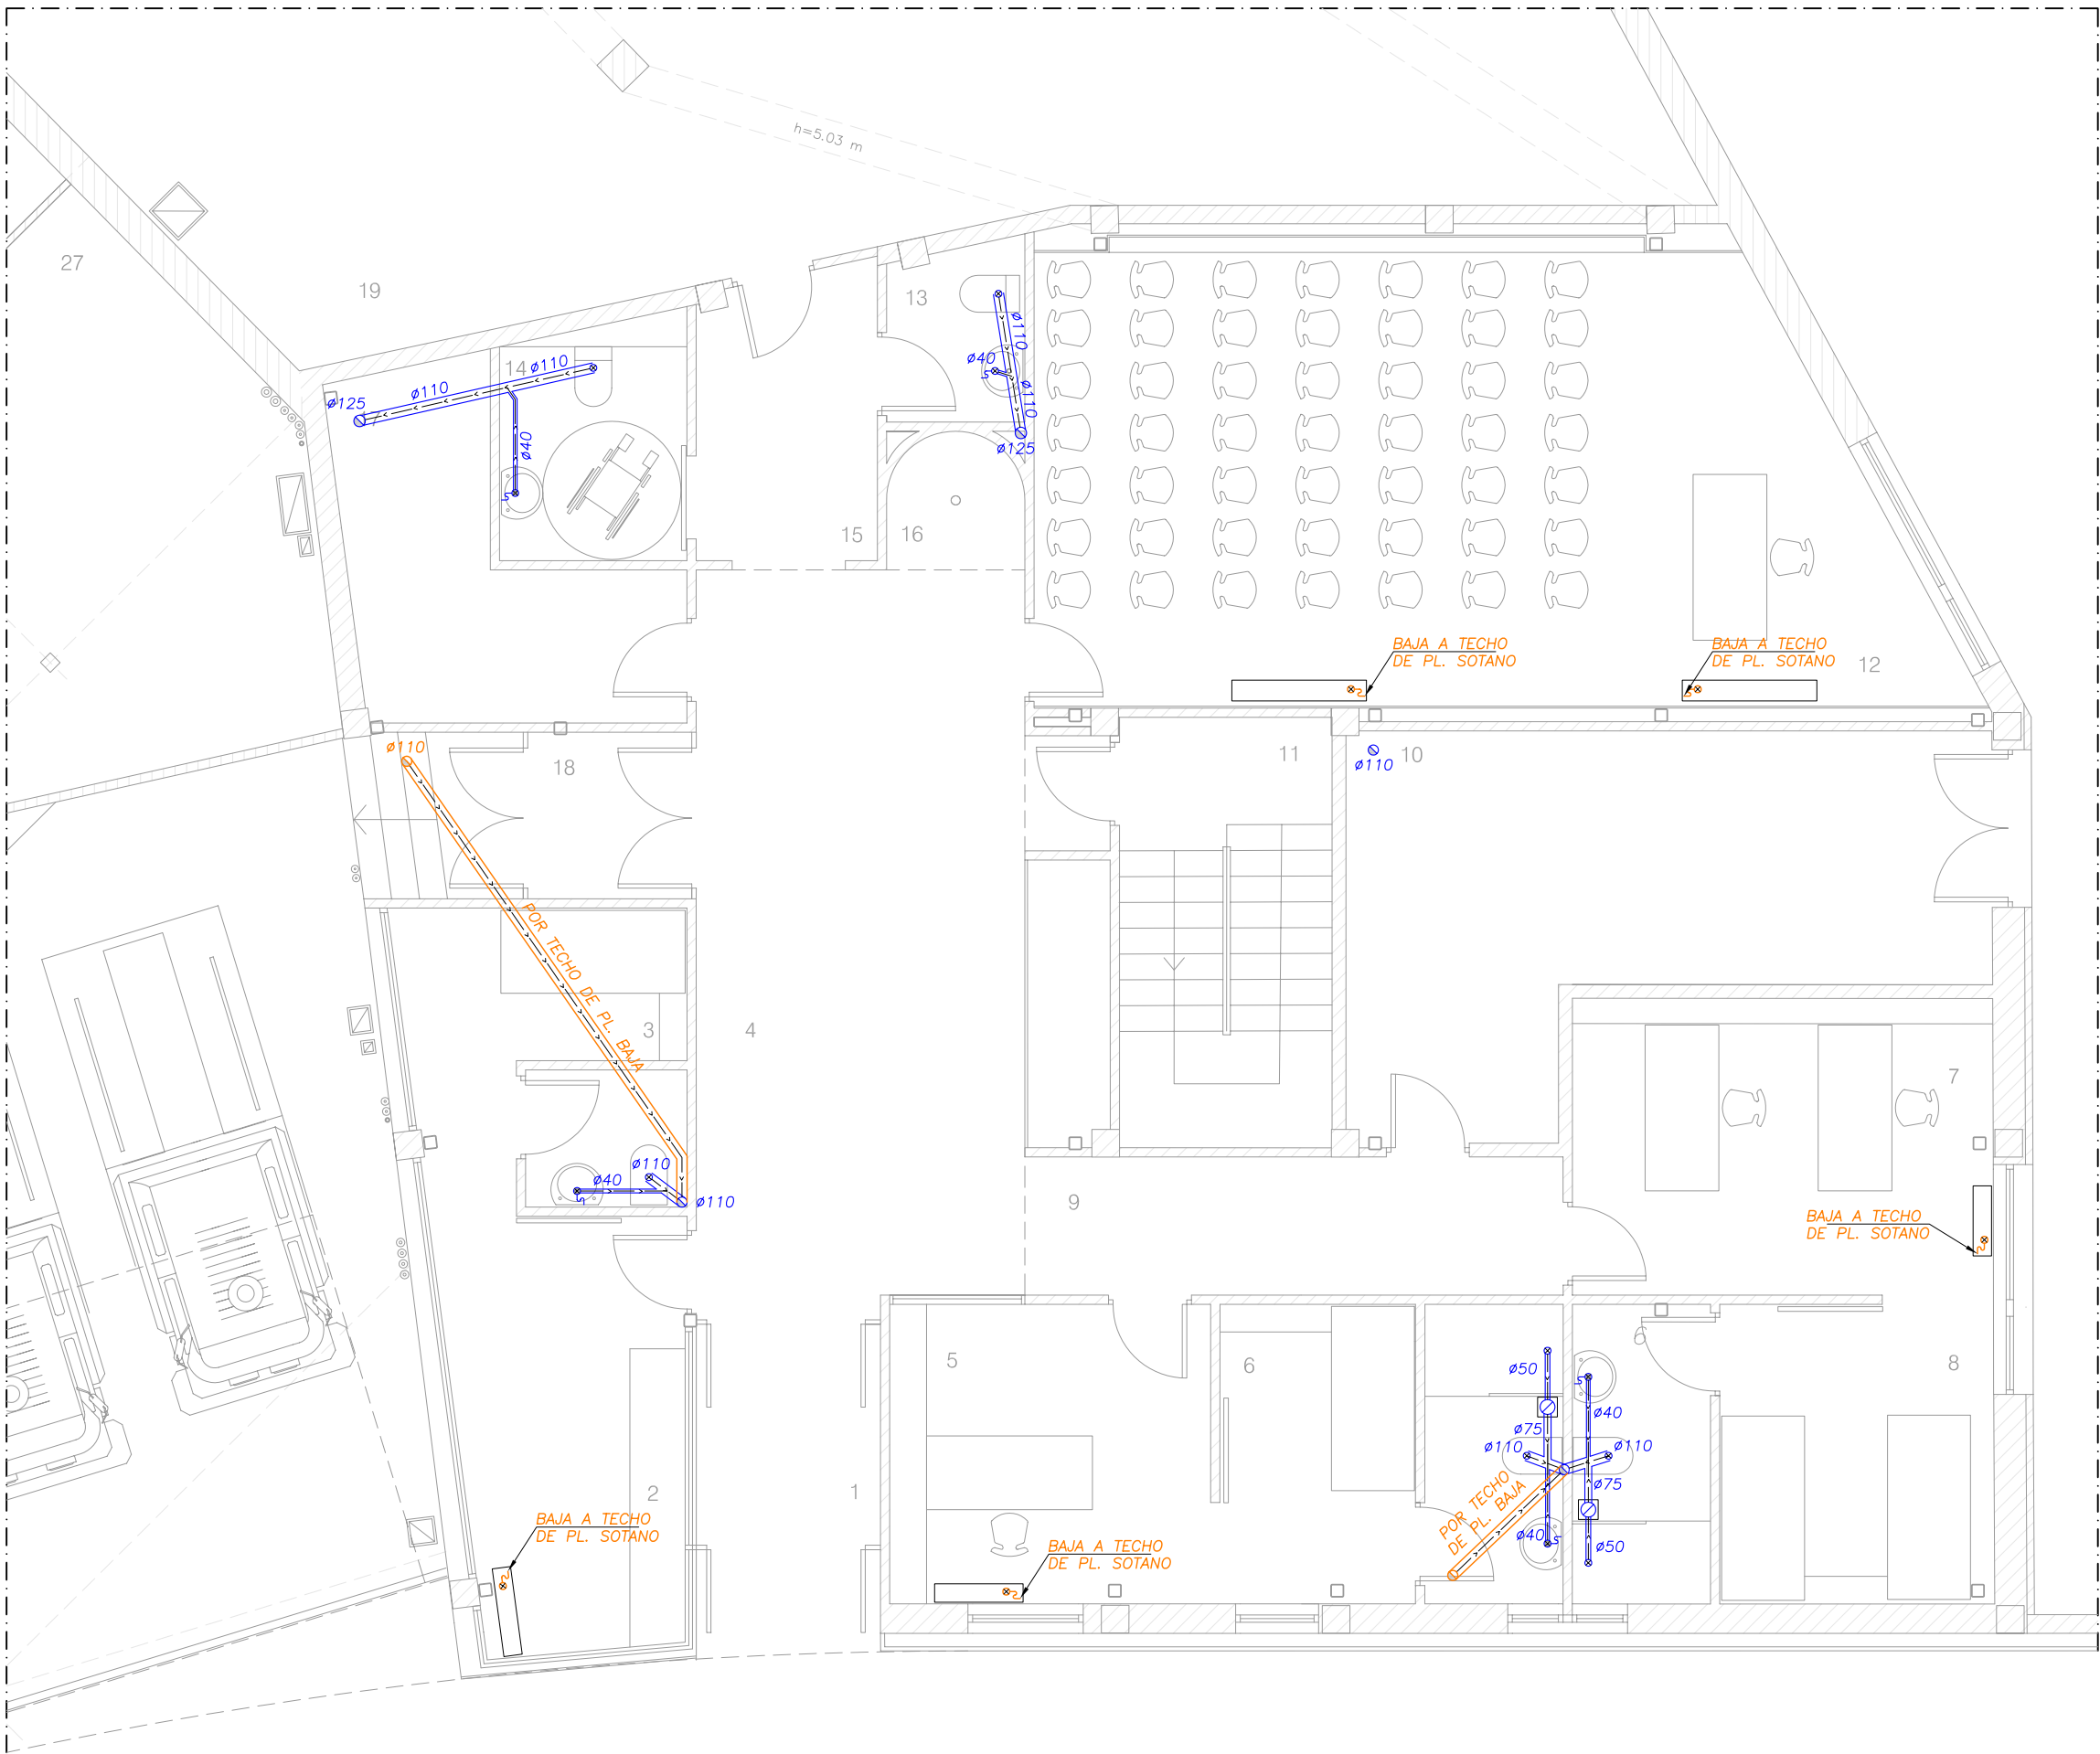 h=5.03 m
27
19
13
14
ø110
ø110
ø125
ø40
ø110
ø40
ø110
ø125
7
15
16
BAJA A TECHO
DE PL. SOTANO
BAJA A TECHO
DE PL. SOTANO
12
ø110
18
11
10
ø110
POR TECHO DE PL. BAJA
3
4
7
ø40
ø110
ø110
9
BAJA A TECHO
DE PL. SOTANO
5
6
6
8
ø50
ø40
ø75
ø110
ø110
ø75
POR TECHO
DE PL. BAJA
ø40
ø50
2
1
BAJA A TECHO
DE PL. SOTANO
BAJA A TECHO
DE PL. SOTANO